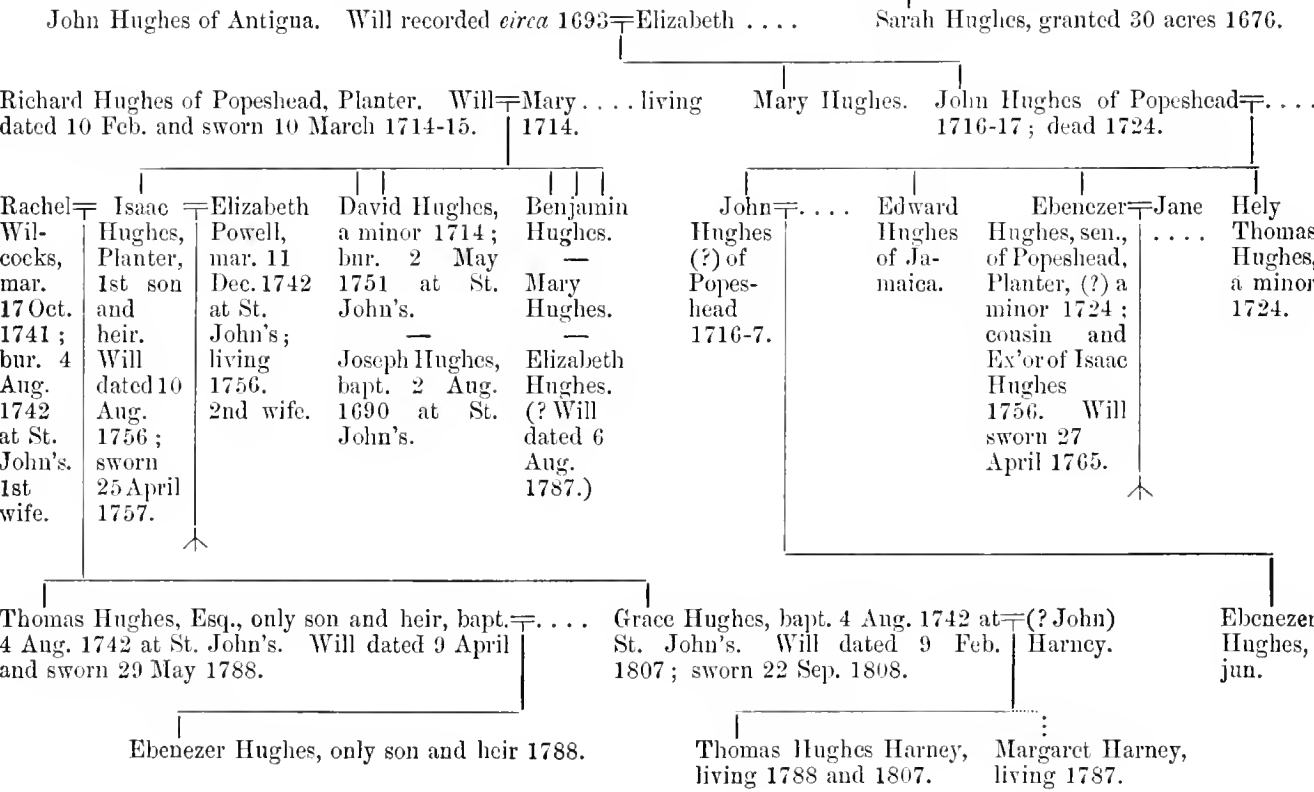 John Hughes of Antigua. Will recorded circa 1693=Elizabeth . . . .
Sarah Hughes, granted 30 acres 1676.
Richard Hughes of Popeshead, Planter. Will=Mary . . . . living
dated 10 Feb. and sworn 10 March 1714-15. 1714.
Mary Hughes.
John Hughes of Popeshead=. . . .
1716-17; dead 1724.
Rachel=
Wil-
cocks,
mar.
17 Oct.
1741;
bur. 4
Aug.
1742
at St.
John's.
1st
wife.
Isaac
Hughes,
Planter,
1st son
and
heir.
Will
dated 10
Aug.
1756;
sworn
25 April
1757.
=Elizabeth
Powell,
mar. 11
Dec. 1742
at St.
John's;
living
1756.
2nd wife.
David Hughes,
a minor 1714;
bur. 2 May
1751 at St.
John's.
—
Joseph Hughes,
bapt. 2 Aug.
1690 at St.
John's.
Benjamin
Hughes.
—
Mary
Hughes.
—
Elizabeth
Hughes.
(? Will
dated 6
Aug.
1787.)
John=. . . .
Hughes
(?) of
Popes-
head
1716-7.
Edward
Hughes
of Ja-
maica.
Ebenezer=Jane
Hughes, sen., . . . .
of Popeshead,
Planter, (?) a
minor 1724;
cousin and
Ex'or of Isaac
Hughes
1756. Will
sworn 27
April 1765.
Hely
Thomas
Hughes,
a minor
1724.
Thomas Hughes, Esq., only son and heir, bapt.=. . . .
4 Aug. 1742 at St. John's. Will dated 9 April
and sworn 29 May 1788.
Grace Hughes, bapt. 4 Aug. 1742 at=(? John)
St. John's. Will dated 9 Feb. Harney.
1807; sworn 22 Sep. 1808.
Ebenezer
Hughes,
jun.
Ebenezer Hughes, only son and heir 1788.
Thomas Hughes Harney,
living 1788 and 1807.
Margaret Harney,
living 1787.